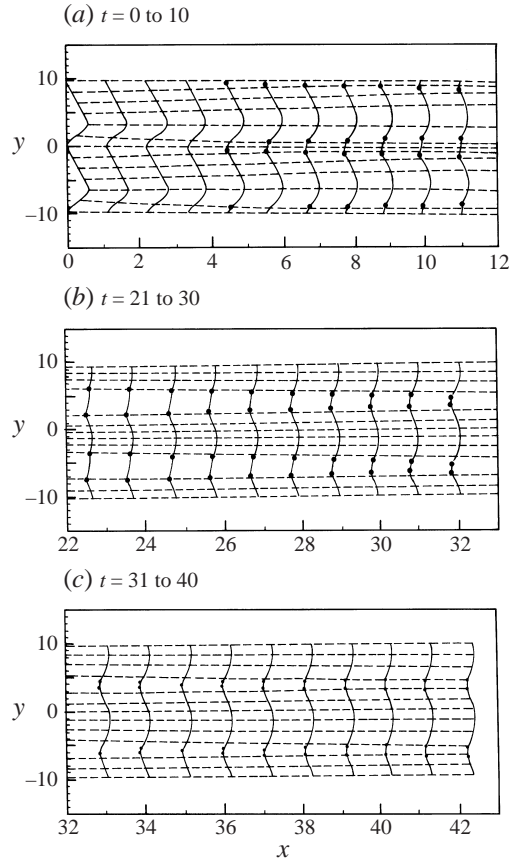 (a) t = 0 to 10
10
y 0
–10
0 2 4 6 8 10 12
(b) t = 21 to 30
10
y 0
–10
22 24 26 28 30 32
(c) t = 31 to 40
10
y 0
–10
32 34 36 38 40 42
x